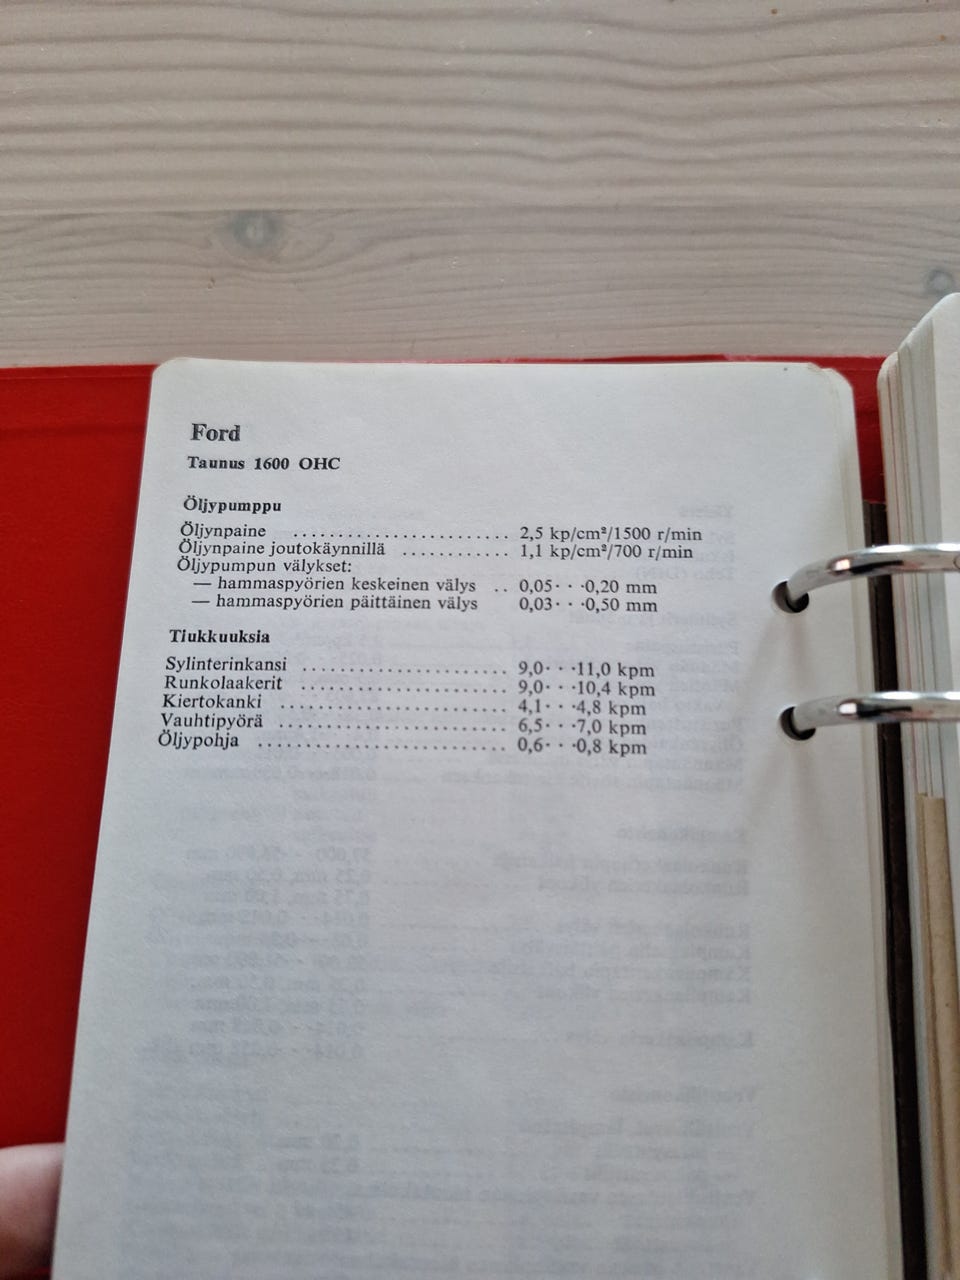 Ford
Taunus 1600 OHC
Öljypumppu
Öljynpaine ........................ 2,5 kp/cm²/1500 r/min
Öljynpaine joutokäynnillä ............ 1,1 kp/cm²/700 r/min
Öljypumpun välykset:
— hammaspyörien keskeinen välys .. 0,05· · ·0,20 mm
— hammaspyörien päittäinen välys 0,03· · ·0,50 mm
Tiukkuuksia
Sylinterinkansi ....................... 9,0· · ·11,0 kpm
Runkolaakerit ....................... 9,0· · ·10,4 kpm
Kiertokanki .......................... 4,1· · ·4,8 kpm
Vauhtipyörä .......................... 6,5· · ·7,0 kpm
Öljypohja ............................ 0,6· · ·0,8 kpm